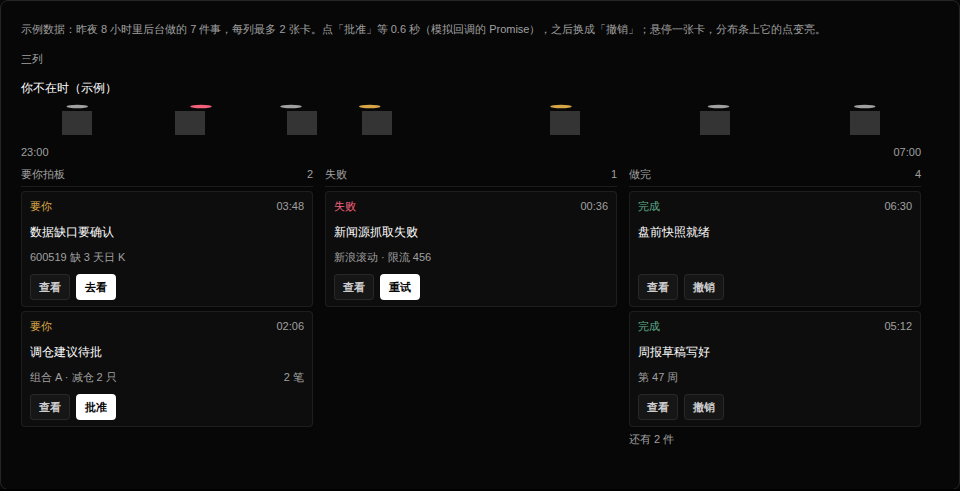 示例数据：昨夜 8 小时里后台做的 7 件事，每列最多 2 张卡。点「批准」等 0.6 秒（模拟回调的 Promise），之后换成「撤销」；悬停一张卡，分布条上它的点变亮。
三列
你不在时（示例）
23:00 07:00
要你拍板 2
要你 03:48
数据缺口要确认
600519 缺 3 天日 K
查看 去看
要你 02:06
调仓建议待批
组合 A · 减仓 2 只 2 笔
查看 批准
失败 1
失败 00:36
新闻源抓取失败
新浪滚动 · 限流 456
查看 重试
做完 4
完成 06:30
盘前快照就绪
查看 撤销
完成 05:12
周报草稿写好
第 47 周
查看 撤销
还有 2 件